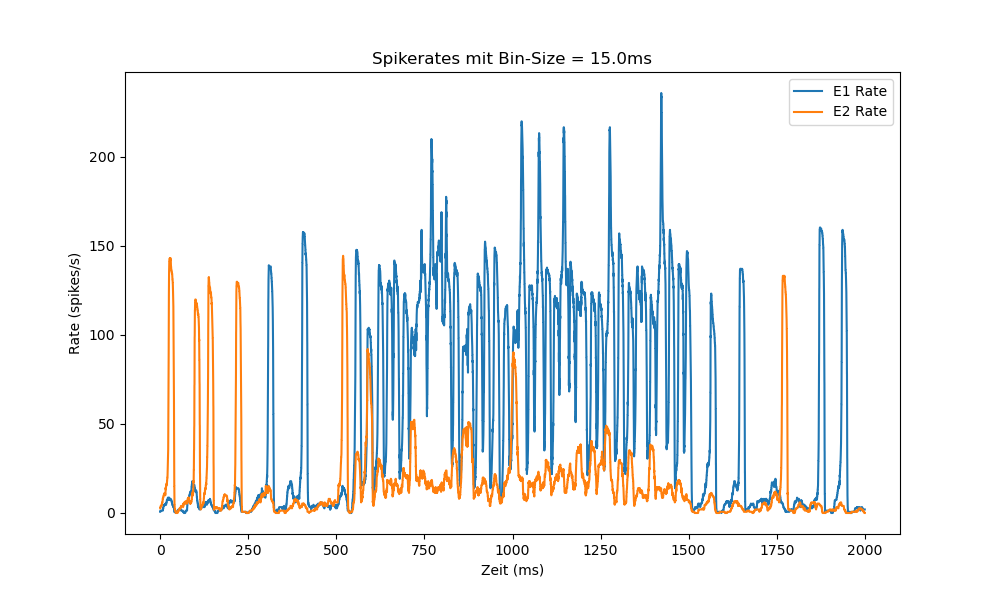 Spikerates mit Bin-Size = 15.0ms
E1 Rate
E2 Rate
Rate (spikes/s)
200
150
100
50
0
0 250 500 750 1000 1250 1500 1750 2000
Zeit (ms)